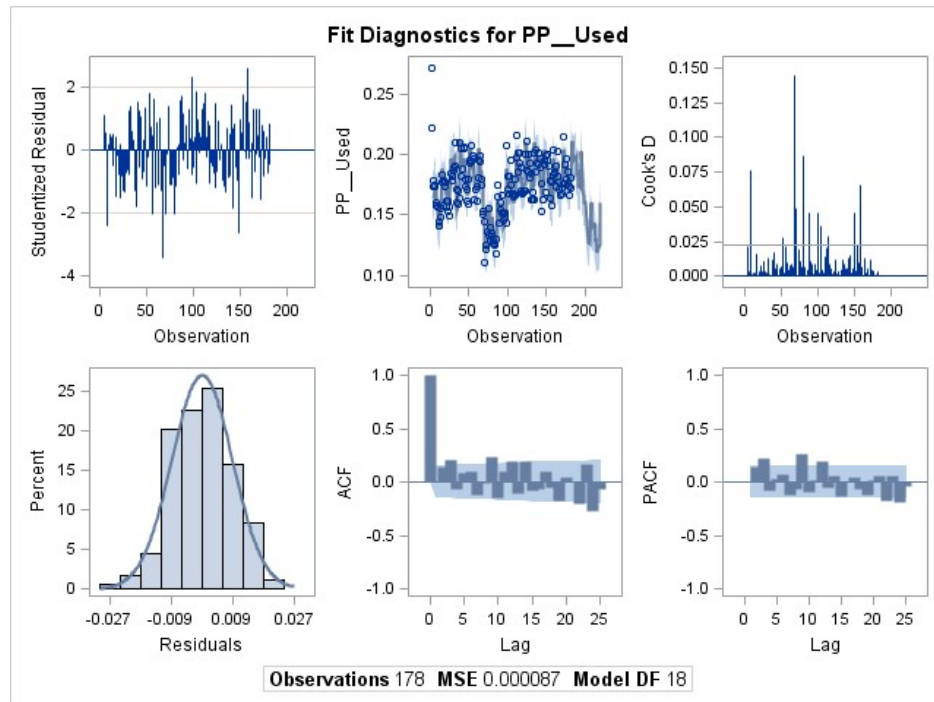 Fit Diagnostics for PP__Used
Studentized Residual
2
0
-2
-4
0 50 100 150 200
Observation
PP__Used
0.25
0.20
0.15
0.10
0 50 100 150 200
Observation
Cook's D
0.150
0.125
0.100
0.075
0.050
0.025
0.000
0 50 100 150 200
Observation
Percent
25
20
15
10
5
0
-0.027 -0.009 0.009 0.027
Residuals
ACF
1.0
0.5
0.0
-0.5
-1.0
0 5 10 15 20 25
Lag
PACF
1.0
0.5
0.0
-0.5
-1.0
0 5 10 15 20 25
Lag
Observations 178 MSE 0.000087 Model DF 18